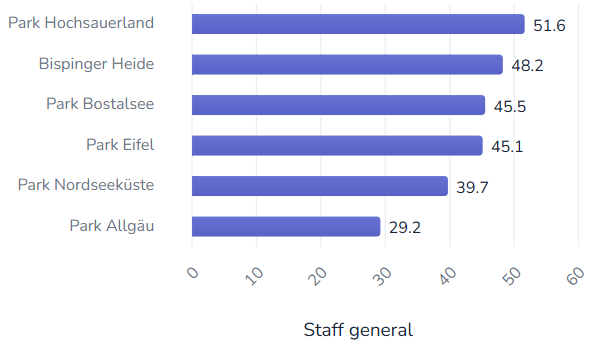 Park Hochsauerland 51.6
Bispinger Heide 48.2
Park Bostalsee 45.5
Park Eifel 45.1
Park Nordseeküste 39.7
Park Allgäu 29.2
0 10 20 30 40 50 60
Staff general